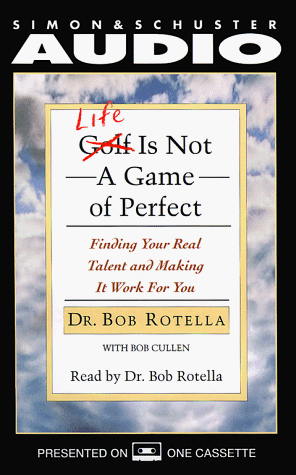 SIMON & SCHUSTER
AUDIO
Life
Golf Is Not
A Game
of Perfect
Finding Your Real
Talent and Making
It Work For You
DR. BOB ROTELLA
WITH BOB CULLEN
Read by Dr. Bob Rotella
PRESENTED ON ONE CASSETTE